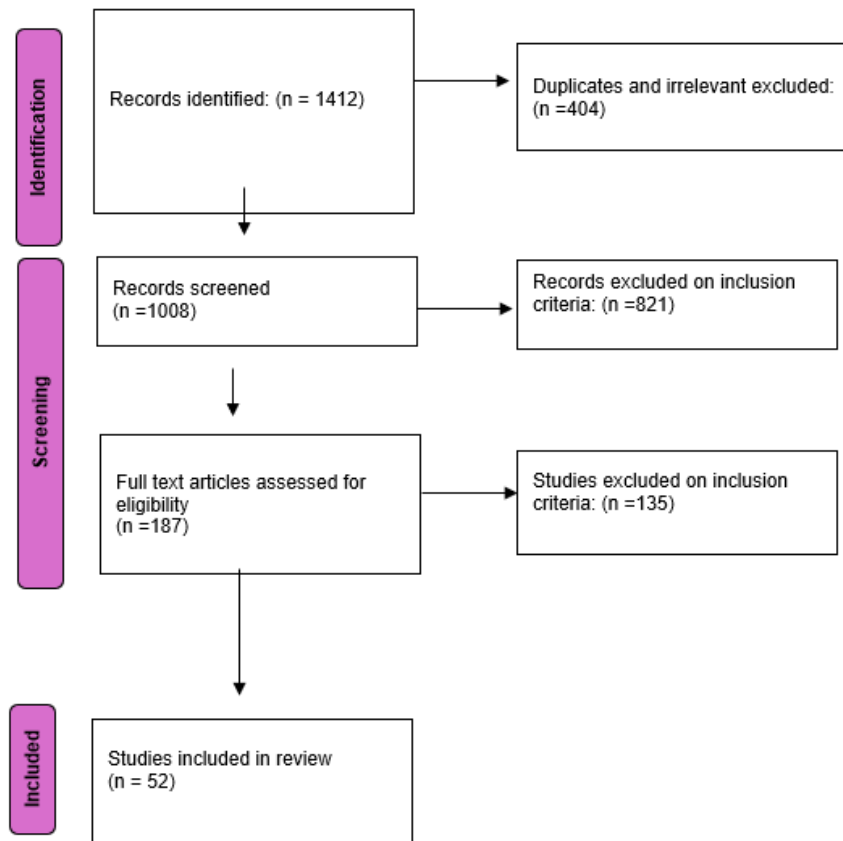 Identification
Records identified: (n = 1412)
Duplicates and irrelevant excluded:
(n =404)
Screening
Records screened
(n =1008)
Records excluded on inclusion
criteria: (n =821)
Full text articles assessed for
eligibility
(n =187)
Studies excluded on inclusion
criteria: (n =135)
Included
Studies included in review
(n = 52)